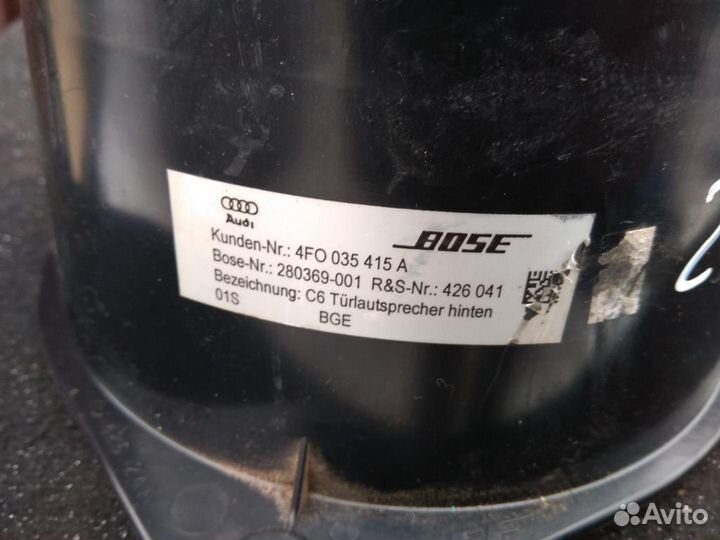 Audi
BOSE
Kunden-Nr.: 4FO 035 415 A
Bose-Nr.: 280369-001 R&S-Nr.: 426 041
Bezeichnung: C6 Türlautsprecher hinten
01S
BGE
Avito